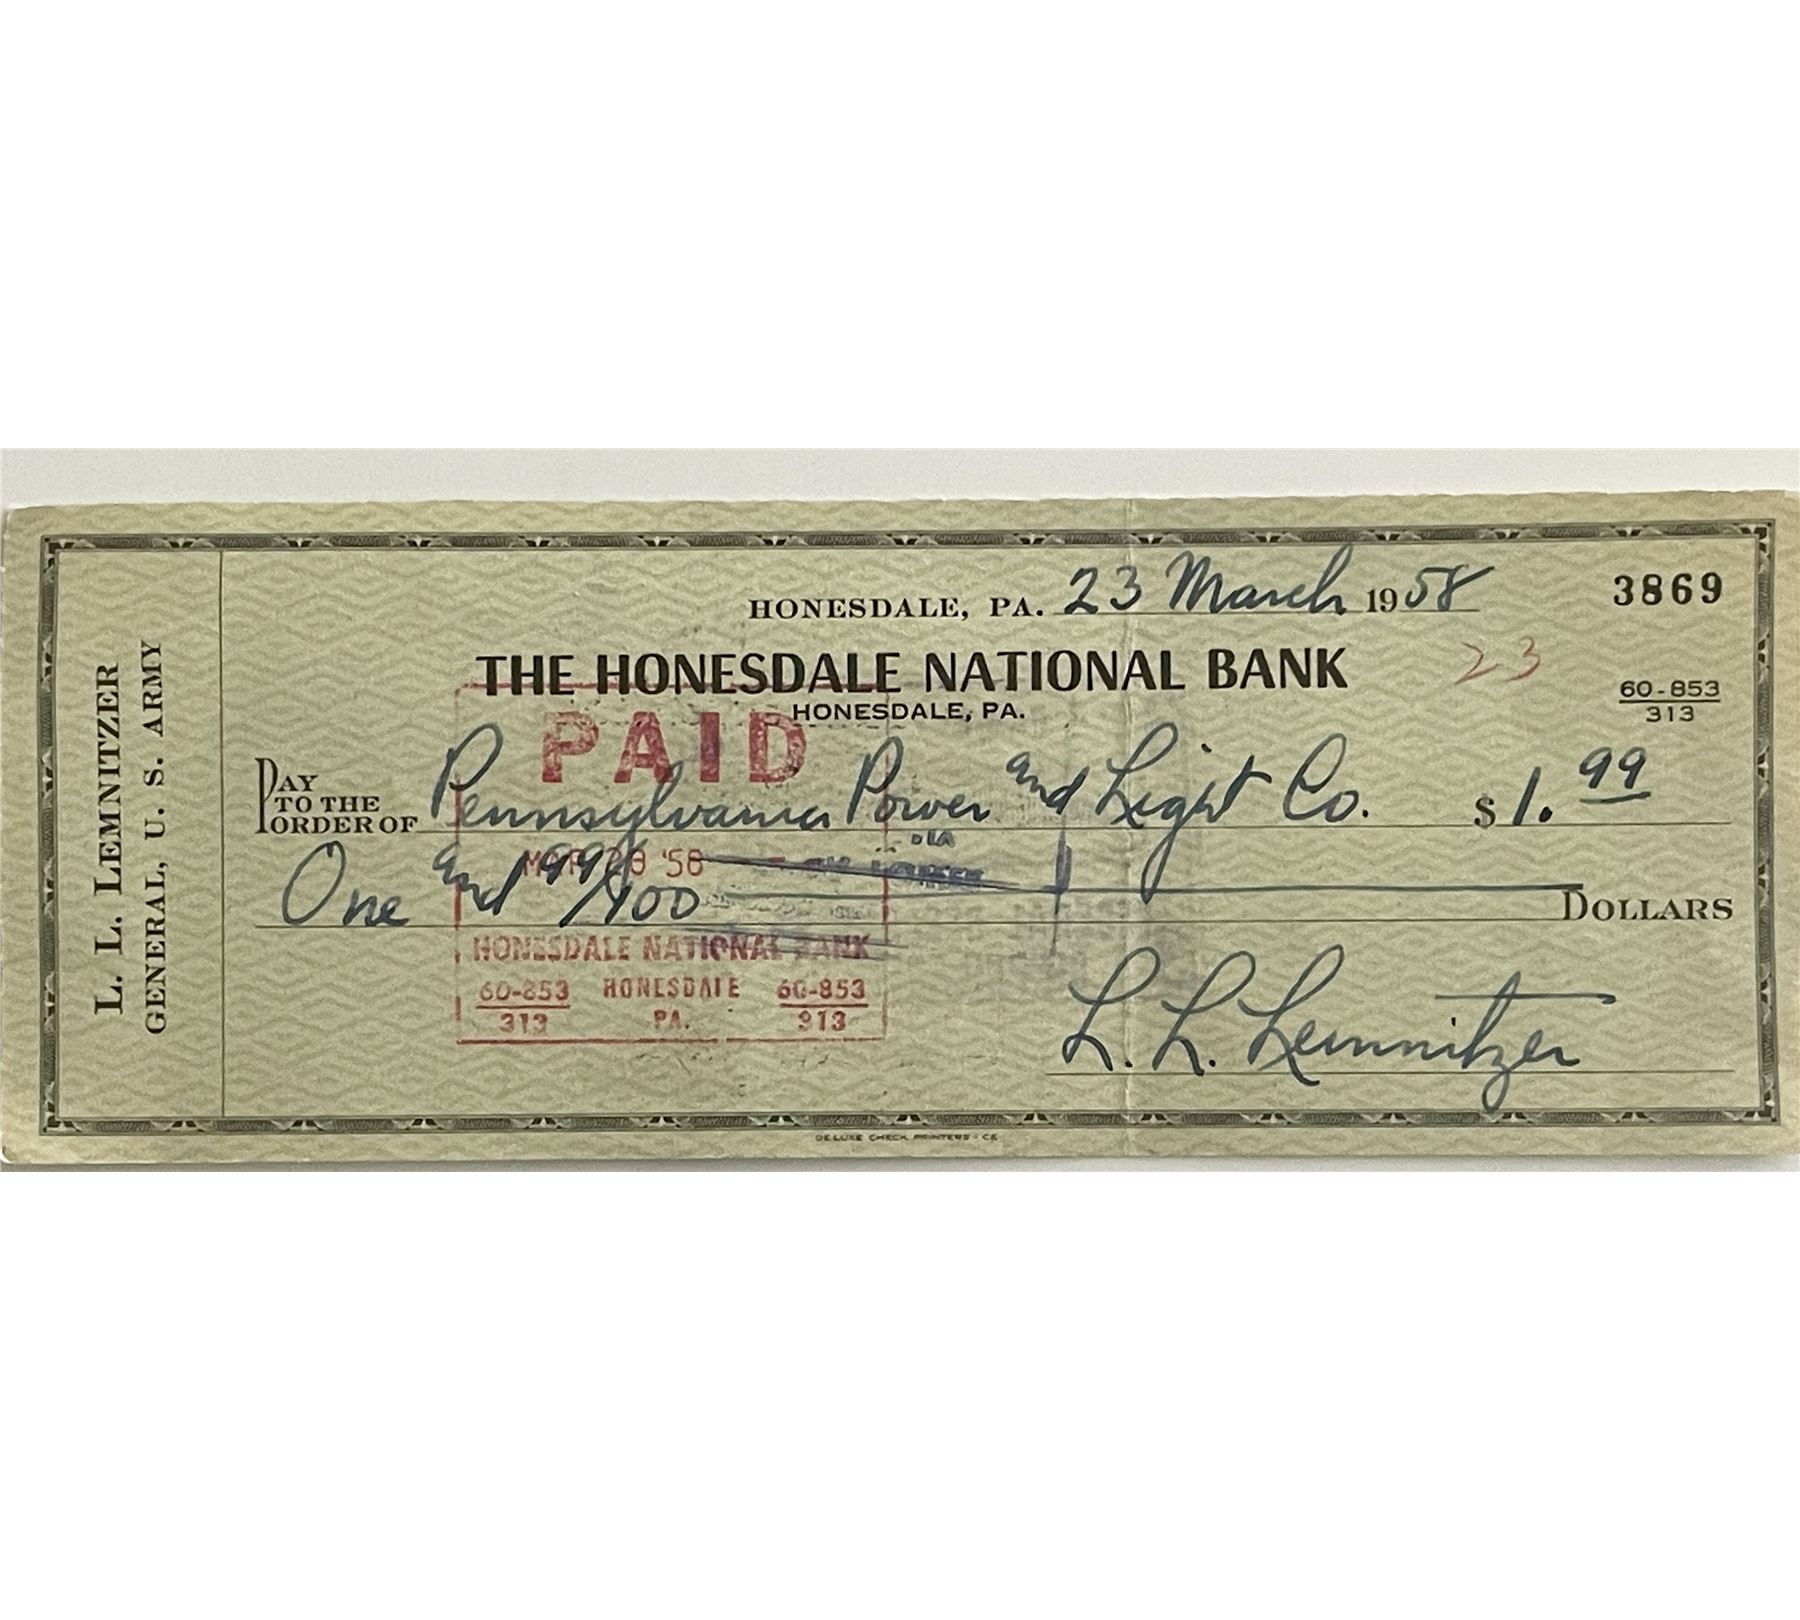 L. L. LEMNITZER
GENERAL, U. S. ARMY
HONESDALE, PA. 23 March 1958
3869
THE HONESDALE NATIONAL BANK
23
HONESDALE, PA.
60-853
313
PAID
PAY TO THE ORDER OF Pennsylvania Power and Light Co. $1.99
One and 99/100 DOLLARS
MAR 28 '58
HONESDALE NATIONAL BANK
60-853 HONESDALE 60-853
313 PA. 313
L. L. Lemnitzer
DE LUXE CHECK PRINTERS